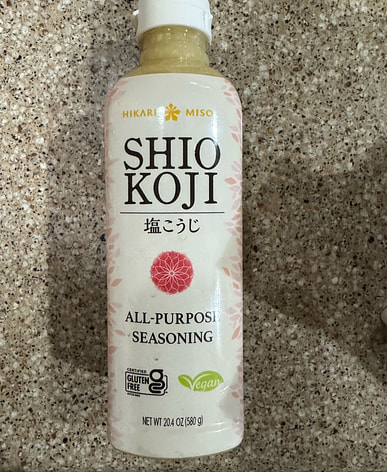 HIKARI MISO
SHIO
KOJI
塩こうじ
ALL-PURPOSE
SEASONING
CERTIFIED
GLUTEN
FREE
Vegan
NET WT 20.4 OZ (580 g)